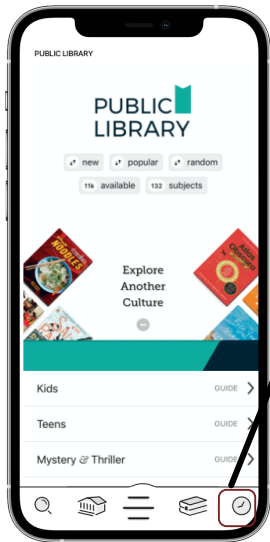 PUBLIC LIBRARY
PUBLIC
LIBRARY
new popular random
11k available 132 subjects
NOODLES
Atlas
Obscura
Explore
Another
Culture
Kids GUIDE
Teens GUIDE
Mystery & Thriller GUIDE